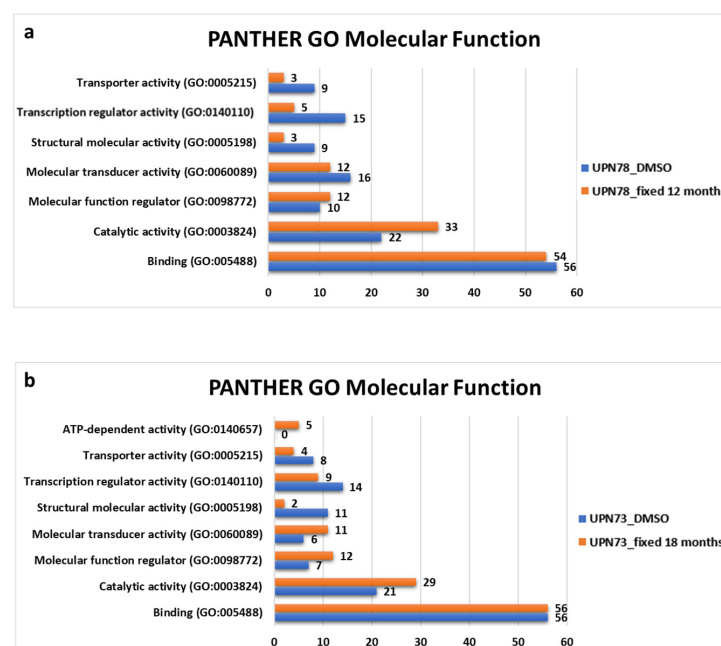 a
PANTHER GO Molecular Function
Transporter activity (GO:0005215)
3
9
Transcription regulator activity (GO:0140110)
5
15
Structural molecular activity (GO:0005198)
3
9
Molecular transducer activity (GO:0060089)
12
16
Molecular function regulator (GO:0098772)
12
10
Catalytic activity (GO:0003824)
33
22
Binding (GO:005488)
54
56
0 10 20 30 40 50 60
UPN78_DMSO
UPN78_fixed 12 month
b
PANTHER GO Molecular Function
ATP-dependent activity (GO:0140657)
5
0
Transporter activity (GO:0005215)
4
8
Transcription regulator activity (GO:0140110)
9
14
Structural molecular activity (GO:0005198)
2
11
Molecular transducer activity (GO:0060089)
11
6
Molecular function regulator (GO:0098772)
12
7
Catalytic activity (GO:0003824)
29
21
Binding (GO:005488)
56
56
0 10 20 30 40 50 60
UPN73_DMSO
UPN73_fixed 18 months